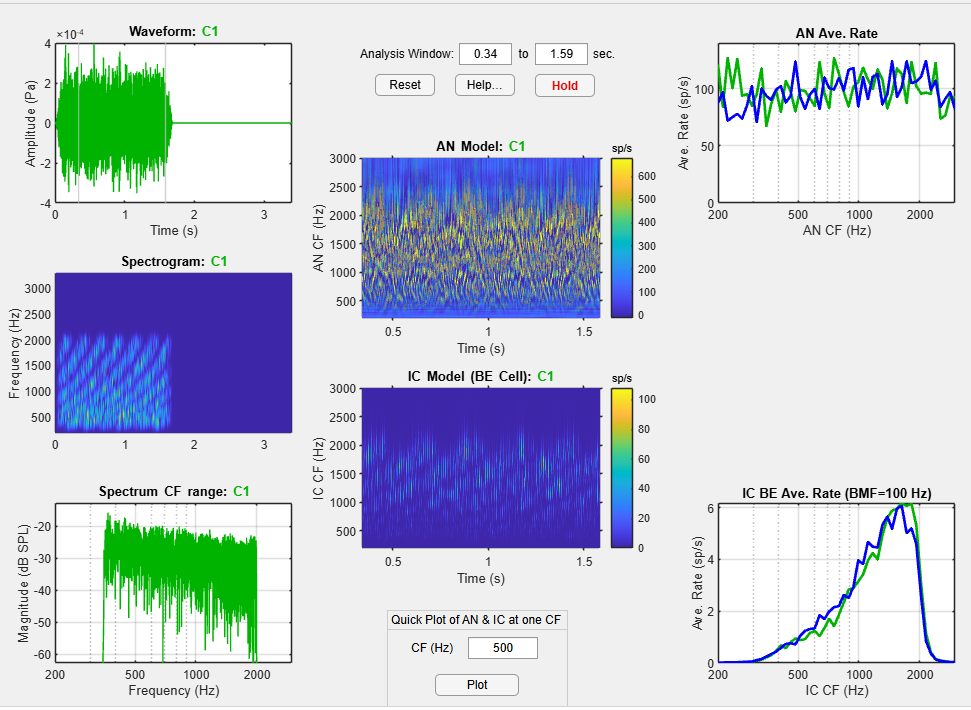 Waveform: C1
×10⁻⁴
4
2
0
-2
-4
Amplitude (Pa)
0 1 2 3
Time (s)
Spectrogram: C1
3000
2500
2000
1500
1000
500
Frequency (Hz)
0 1 2 3
Spectrum CF range: C1
-20
-30
-40
-50
-60
Magnitude (dB SPL)
200 500 1000 2000
Frequency (Hz)
Analysis Window: 0.34 to 1.59 sec.
Reset Help... Hold
AN Model: C1
sp/s
3000
2500
2000
1500
1000
500
AN CF (Hz)
0.5 1 1.5
Time (s)
600
500
400
300
200
100
0
IC Model (BE Cell): C1
sp/s
3000
2500
2000
1500
1000
500
IC CF (Hz)
0.5 1 1.5
Time (s)
100
80
60
40
20
0
Quick Plot of AN & IC at one CF
CF (Hz) 500
Plot
AN Ave. Rate
100
50
0
Ave. Rate (sp/s)
200 500 1000 2000
AN CF (Hz)
IC BE Ave. Rate (BMF=100 Hz)
6
4
2
0
Ave. Rate (sp/s)
200 500 1000 2000
IC CF (Hz)